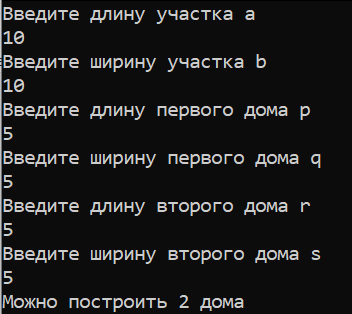 Введите длину участка a
10
Введите ширину участка b
10
Введите длину первого дома p
5
Введите ширину первого дома q
5
Введите длину второго дома r
5
Введите ширину второго дома s
5
Можно построить 2 дома